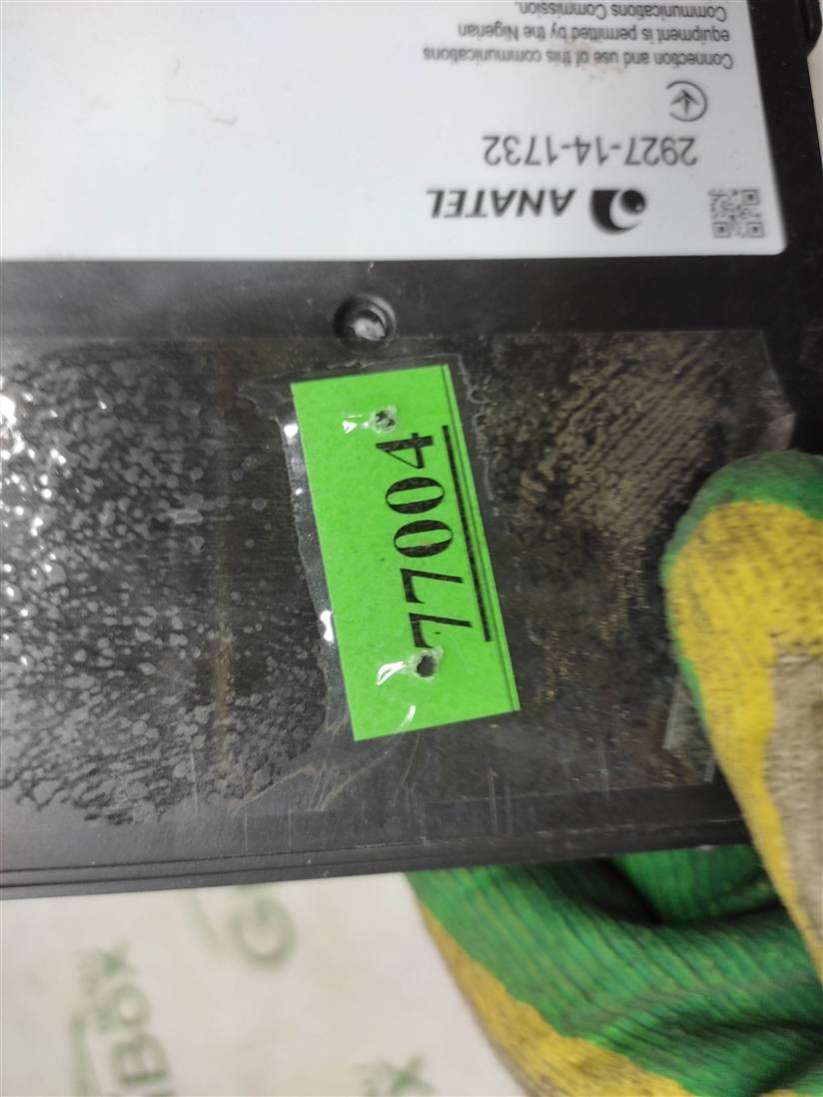 Connection and use of this communications
equipment is permitted by the Nigerian
Communications Commission.
2927-14-1732
ANATEL
77004